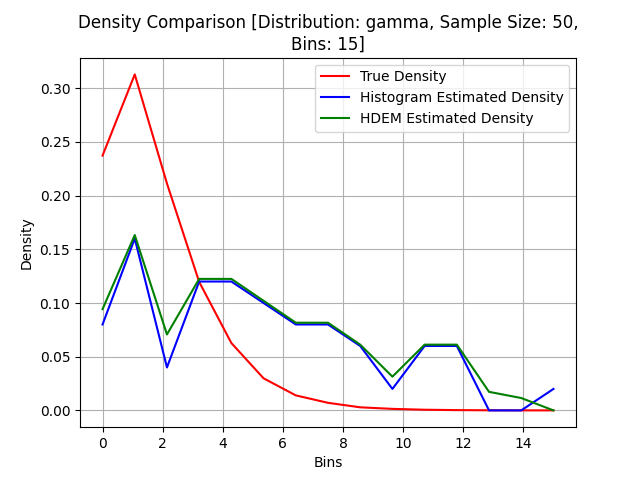 Density Comparison [Distribution: gamma, Sample Size: 50,
Bins: 15]
True Density
Histogram Estimated Density
HDEM Estimated Density
Density
0.30
0.25
0.20
0.15
0.10
0.05
0.00
0 2 4 6 8 10 12 14
Bins